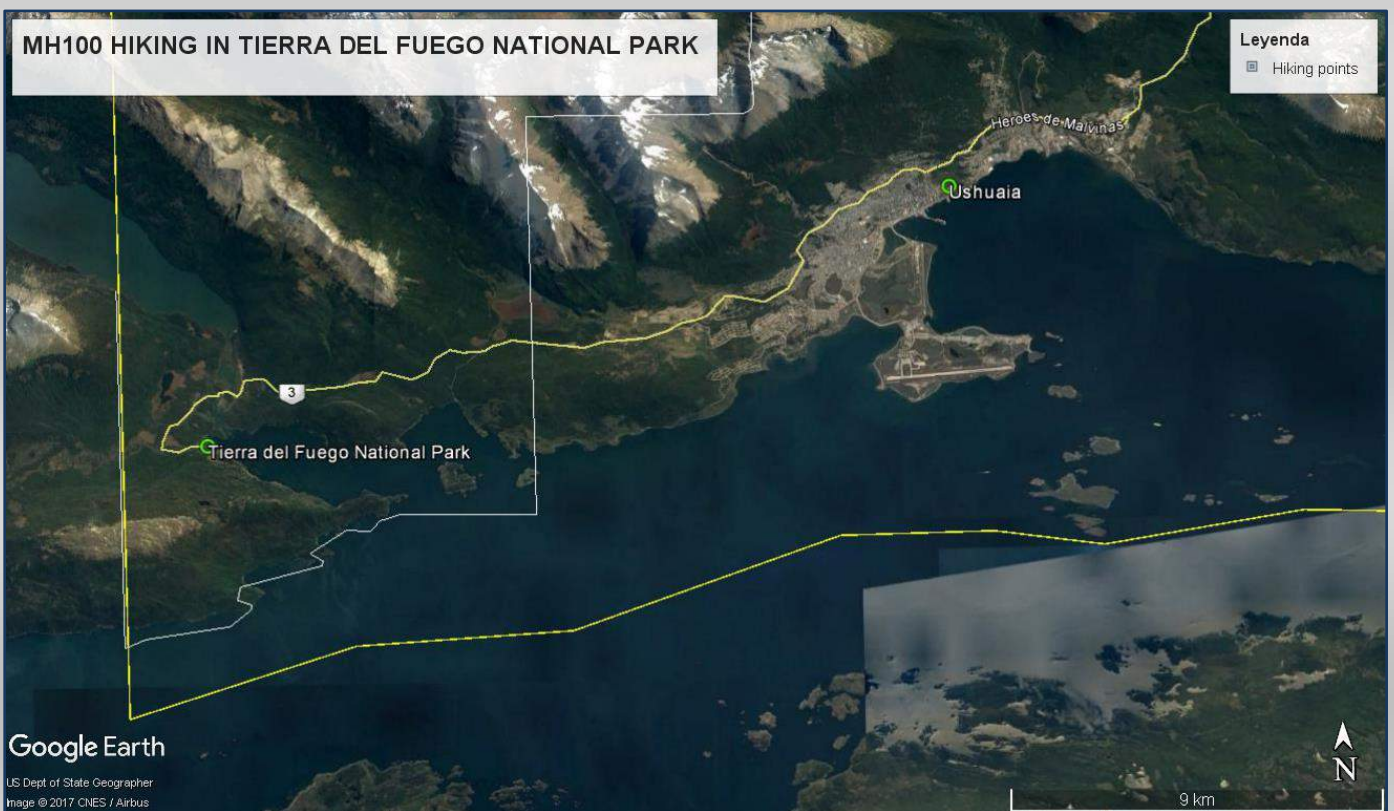 MH100 HIKING IN TIERRA DEL FUEGO NATIONAL PARK
Leyenda
Hiking points
Heroes de Malvinas
Ushuaia
3
Tierra del Fuego National Park
Google Earth
US Dept of State Geographer
Image © 2017 CNES / Airbus
N
9 km